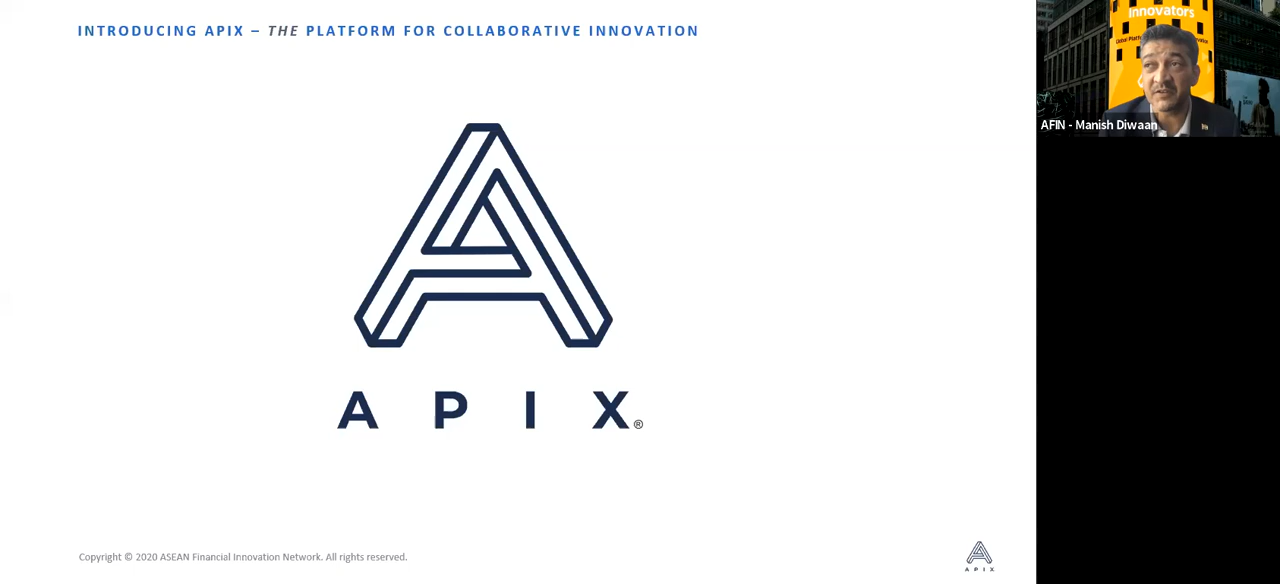 INTRODUCING APIX – THE PLATFORM FOR COLLABORATIVE INNOVATION
Innovators
AFIN - Manish Diwaan
APIX®
Copyright © 2020 ASEAN Financial Innovation Network. All rights reserved.
APIX